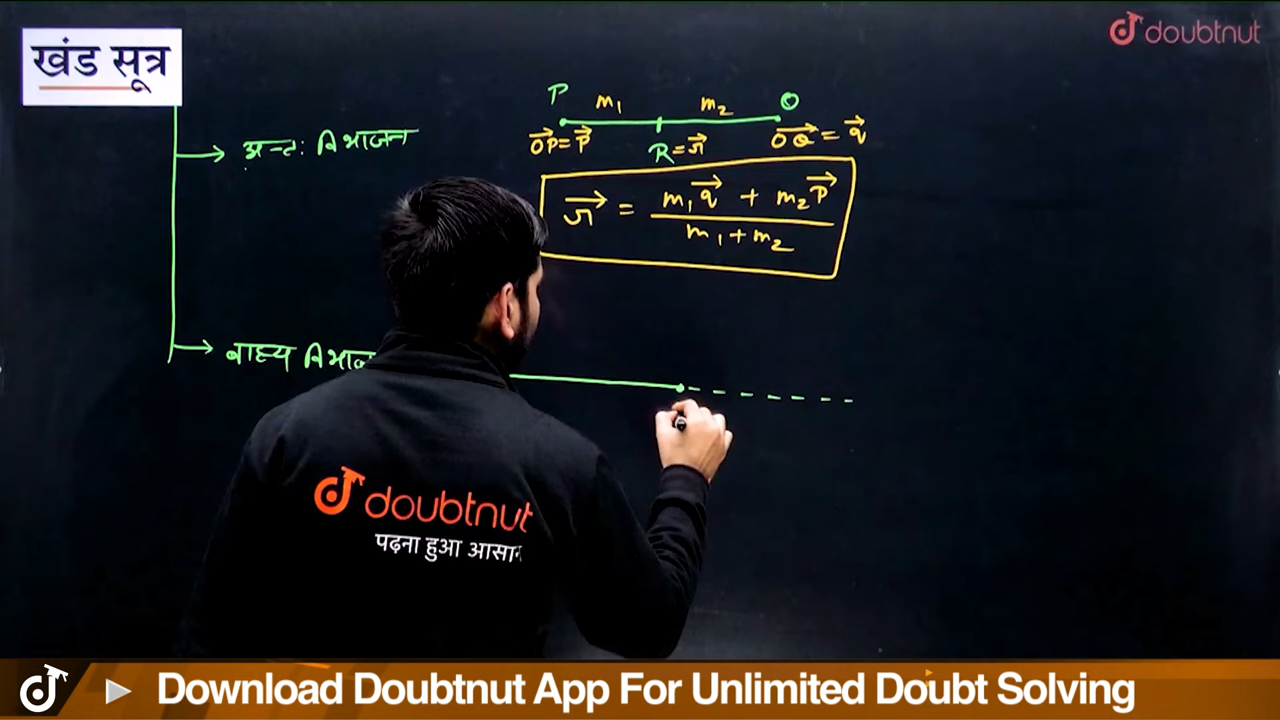 खंड सूत्र
doubtnut
P m₁ m₂ Q
अन्तः विभाजन
OP⃗ = p⃗ R = r⃗ OQ⃗ = q⃗
r⃗ = (m₁q⃗ + m₂p⃗) / (m₁ + m₂)
बाह्य
doubtnut
पढ़ना हुआ आसान
Download Doubtnut App For Unlimited Doubt Solving